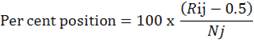 Per cent position = 100 x (Rij − 0.5) / Nj